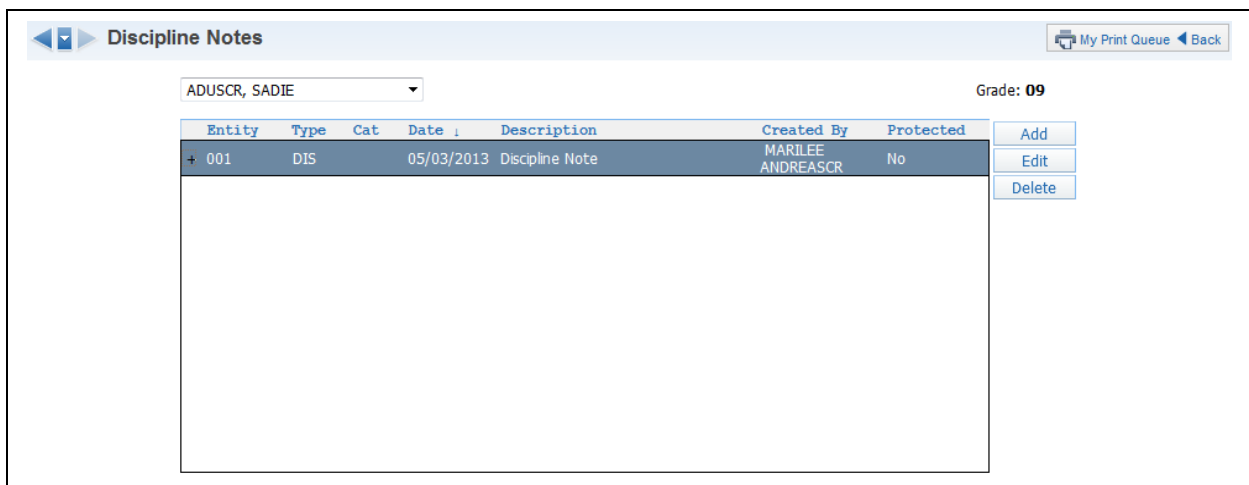 Discipline Notes My Print Queue Back
ADUSCR, SADIE Grade: 09
Entity Type Cat Date ↓ Description Created By Protected Add
+ 001 DIS 05/03/2013 Discipline Note MARILEE ANDREASCR No Edit
Delete